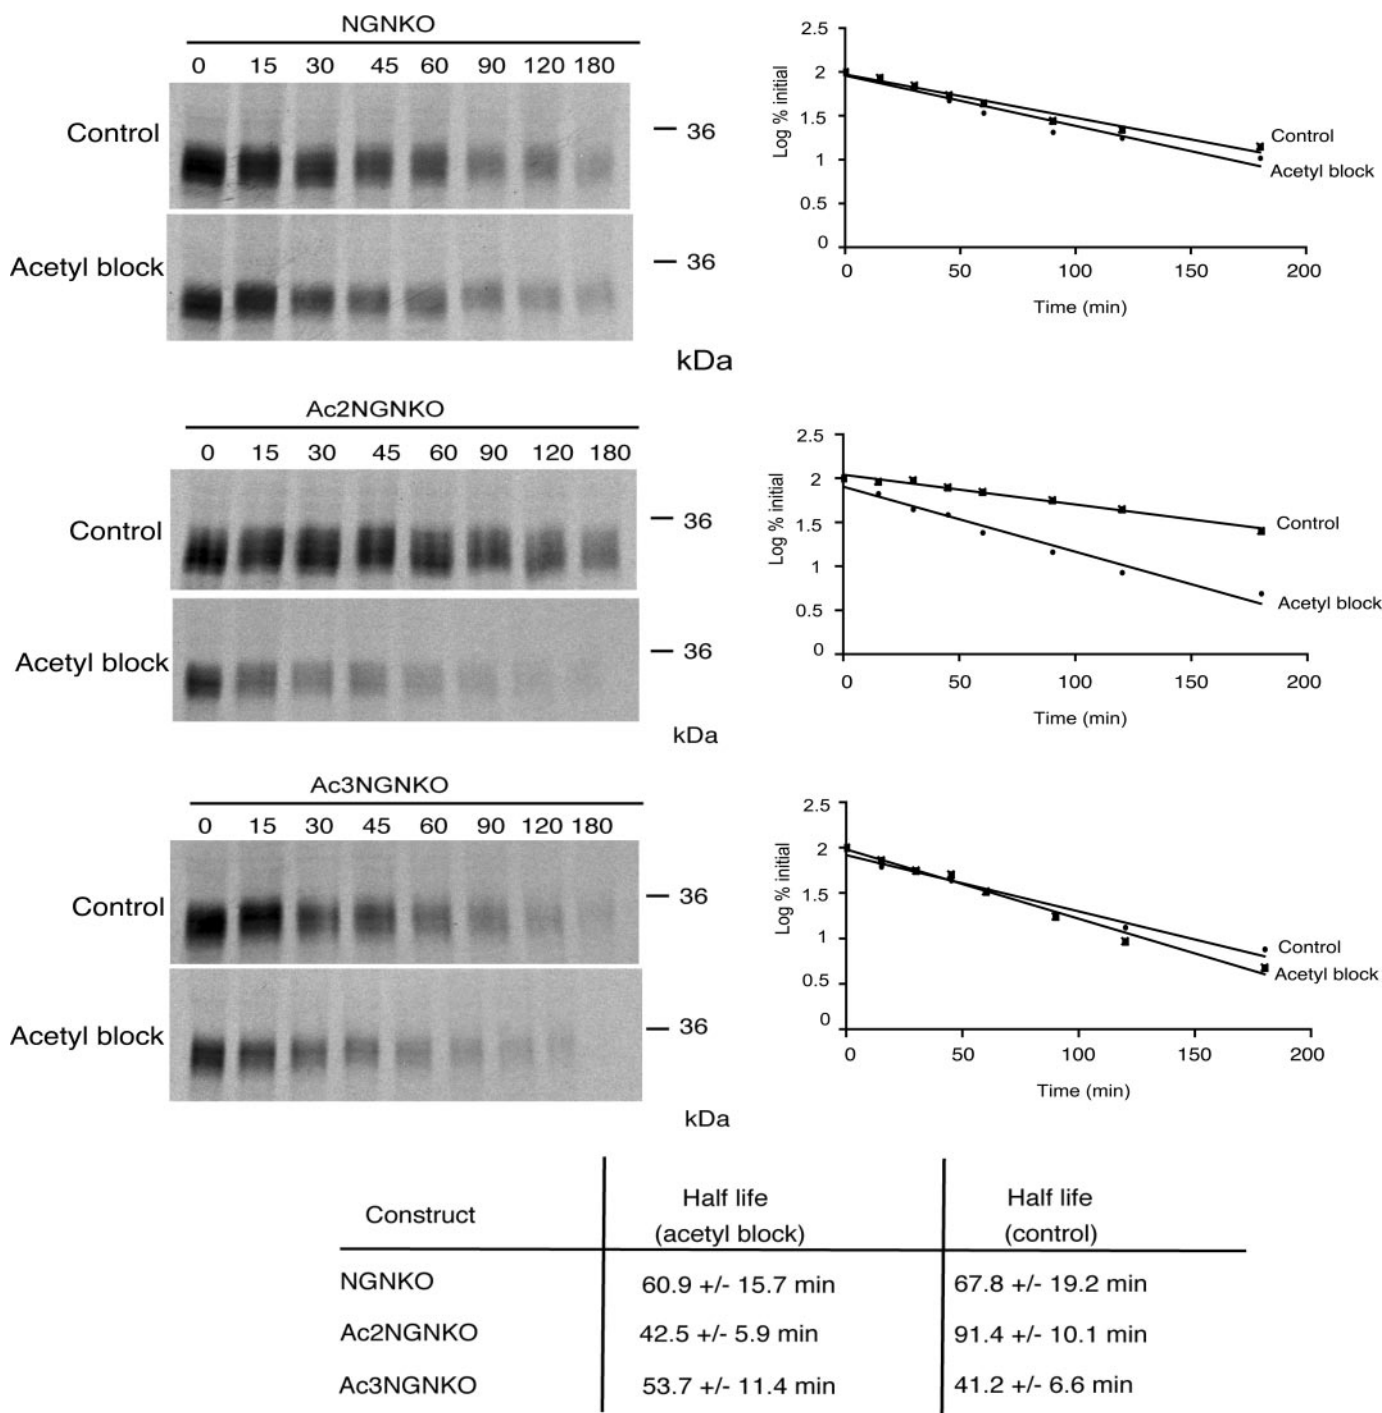 NGNKO
0 15 30 45 60 90 120 180
Control
36
Acetyl block
36
kDa
2.5
2
1.5
1
0.5
0
Log % initial
0 50 100 150 200
Time (min)
Control
Acetyl block
Ac2NGNKO
0 15 30 45 60 90 120 180
Control
36
Acetyl block
36
kDa
2.5
2
1.5
1
0.5
0
Log % initial
0 50 100 150 200
Time (min)
Control
Acetyl block
Ac3NGNKO
0 15 30 45 60 90 120 180
Control
36
Acetyl block
36
kDa
2.5
2
1.5
1
0.5
0
Log % initial
0 50 100 150 200
Time (min)
Control
Acetyl block
Construct
Half life
(acetyl block)
Half life
(control)
NGNKO 60.9 +/- 15.7 min 67.8 +/- 19.2 min
Ac2NGNKO 42.5 +/- 5.9 min 91.4 +/- 10.1 min
Ac3NGNKO 53.7 +/- 11.4 min 41.2 +/- 6.6 min